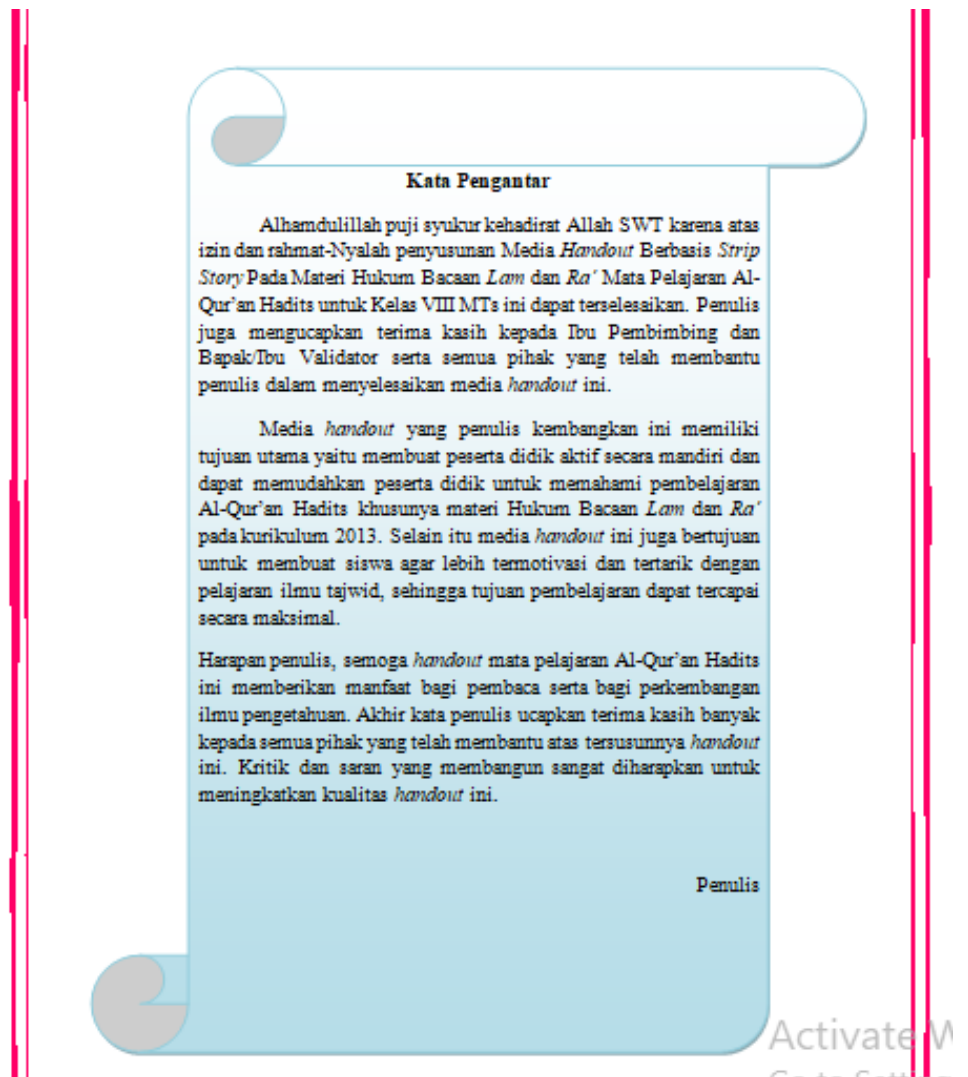 Kata Pengantar
Alhamdulillah puji syukur kehadirat Allah SWT karena atas
izin dan rahmat-Nyalah penyusunan Media Handout Berbasis Strip
Story Pada Materi Hukum Bacaan Lam dan Ra' Mata Pelajaran Al-
Qur'an Hadits untuk Kelas VIII MTs ini dapat terselesaikan. Penulis
juga mengucapkan terima kasih kepada Ibu Pembimbing dan
Bapak/Ibu Validator serta semua pihak yang telah membantu
penulis dalam menyelesaikan media handout ini.
Media handout yang penulis kembangkan ini memiliki
tujuan utama yaitu membuat peserta didik aktif secara mandiri dan
dapat memudahkan peserta didik untuk memahami pembelajaran
Al-Qur'an Hadits khusunya materi Hukum Bacaan Lam dan Ra'
pada kurikulum 2013. Selain itu media handout ini juga bertujuan
untuk membuat siswa agar lebih termotivasi dan tertarik dengan
pelajaran ilmu tajwid, sehingga tujuan pembelajaran dapat tercapai
secara maksimal.
Harapan penulis, semoga handout mata pelajaran Al-Qur'an Hadits
ini memberikan manfaat bagi pembaca serta bagi perkembangan
ilmu pengetahuan. Akhir kata penulis ucapkan terima kasih banyak
kepada semua pihak yang telah membantu atas tersusunnya handout
ini. Kritik dan saran yang membangun sangat diharapkan untuk
meningkatkan kualitas handout ini.
Penulis
Activate W